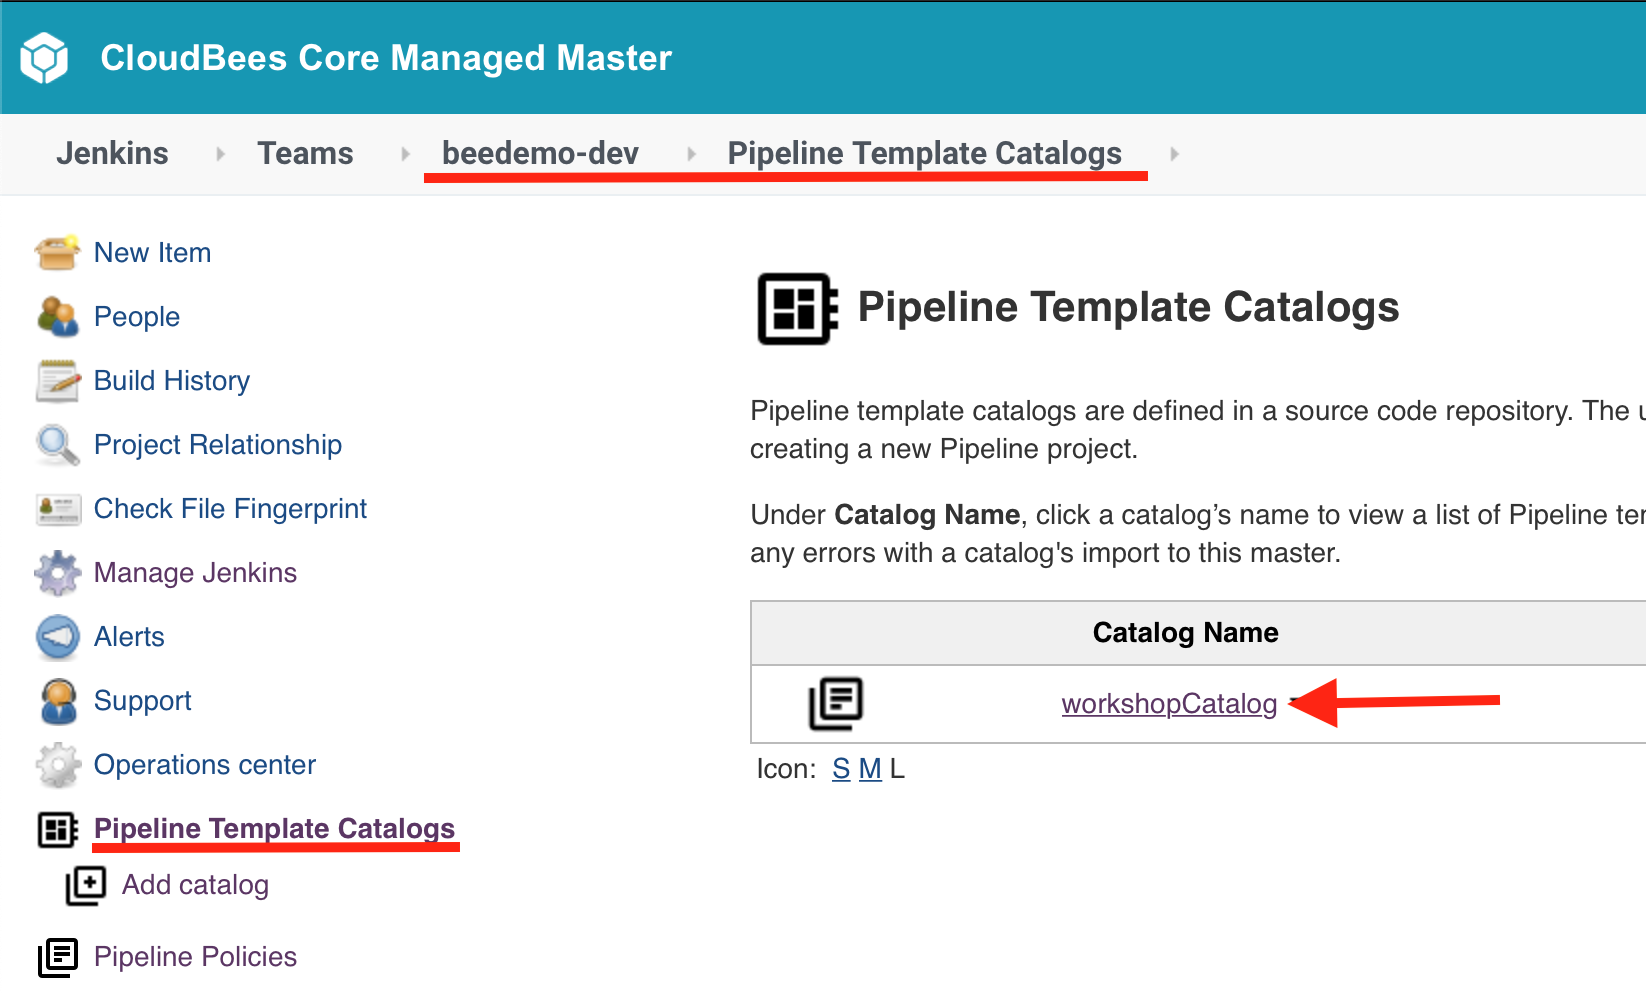 CloudBees Core Managed Master
Jenkins Teams beedemo-dev Pipeline Template Catalogs
New Item
People
Build History
Project Relationship
Check File Fingerprint
Manage Jenkins
Alerts
Support
Operations center
Pipeline Template Catalogs
Add catalog
Pipeline Policies
Pipeline Template Catalogs
Pipeline template catalogs are defined in a source code repository. The
creating a new Pipeline project.
Under Catalog Name, click a catalog’s name to view a list of Pipeline
any errors with a catalog's import to this master.
Catalog Name
workshopCatalog
Icon: S M L